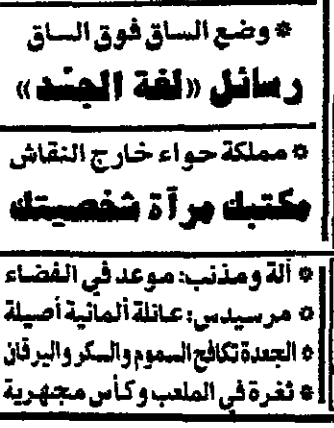 * وضع الساق فوق الساق
رسائل «لغة الجسد»
* مملكة حواء خارج النقاش
مكتبك مرآة شخصيتك
* آلة ومذنب: موعد في الفضاء
* مرسيدس: عائلة ألمانية أصيلة
* الجعدة تكافح السموم والسكر واليرقان
* ثغرة في الملعب وكأس مجهرية